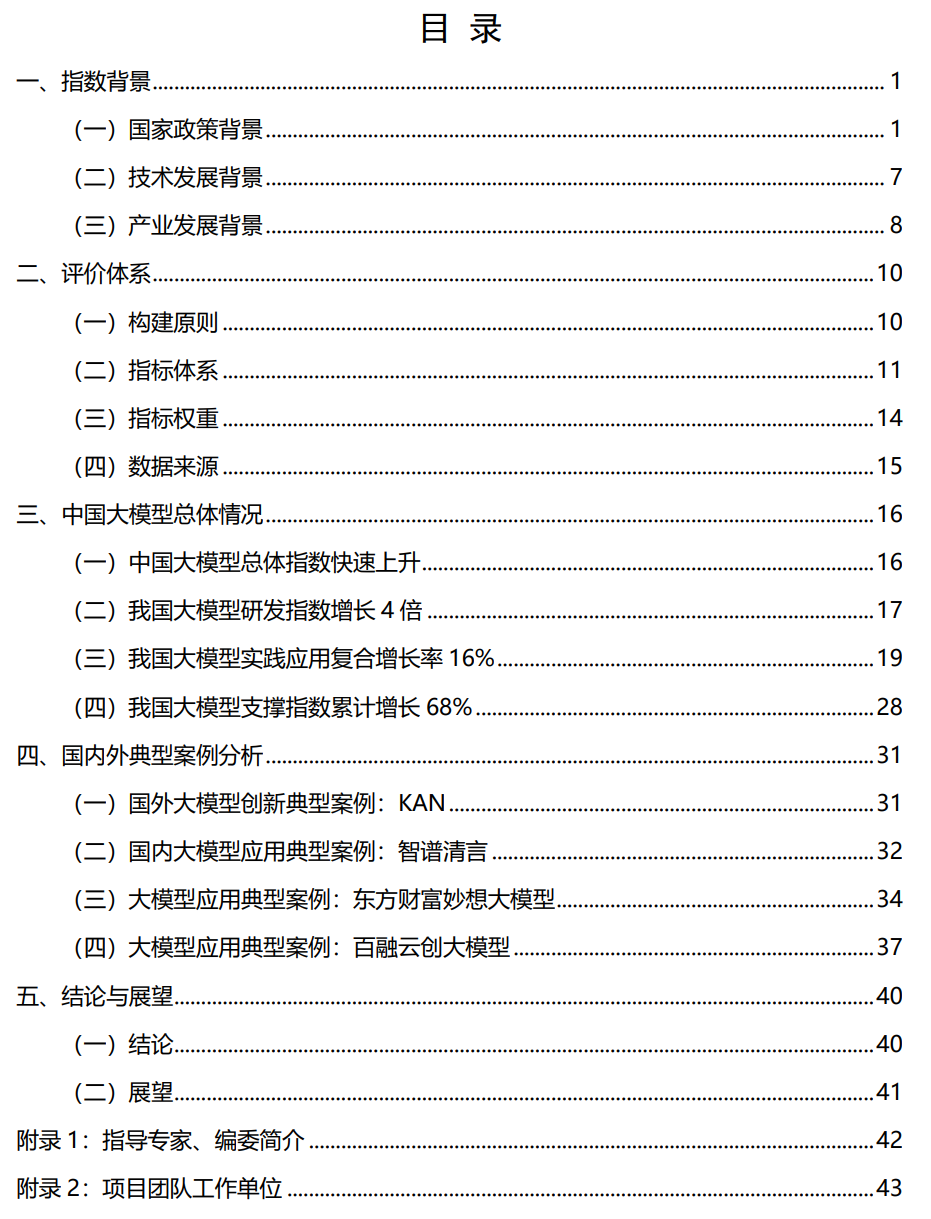 目 录
一、指数背景........................................ 1
（一）国家政策背景........................................ 1
（二）技术发展背景........................................ 7
（三）产业发展背景........................................ 8
二、评价体系........................................10
（一）构建原则........................................10
（二）指标体系........................................11
（三）指标权重........................................14
（四）数据来源........................................15
三、中国大模型总体情况........................................16
（一）中国大模型总体指数快速上升........................................16
（二）我国大模型研发指数增长 4 倍........................................17
（三）我国大模型实践应用复合增长率 16%........................................19
（四）我国大模型支撑指数累计增长 68%........................................28
四、国内外典型案例分析........................................31
（一）国外大模型创新典型案例：KAN........................................31
（二）国内大模型应用典型案例：智谱清言........................................32
（三）大模型应用典型案例：东方财富妙想大模型........................................34
（四）大模型应用典型案例：百融云创大模型........................................37
五、结论与展望........................................40
（一）结论........................................40
（二）展望........................................41
附录 1：指导专家、编委简介........................................42
附录 2：项目团队工作单位........................................43